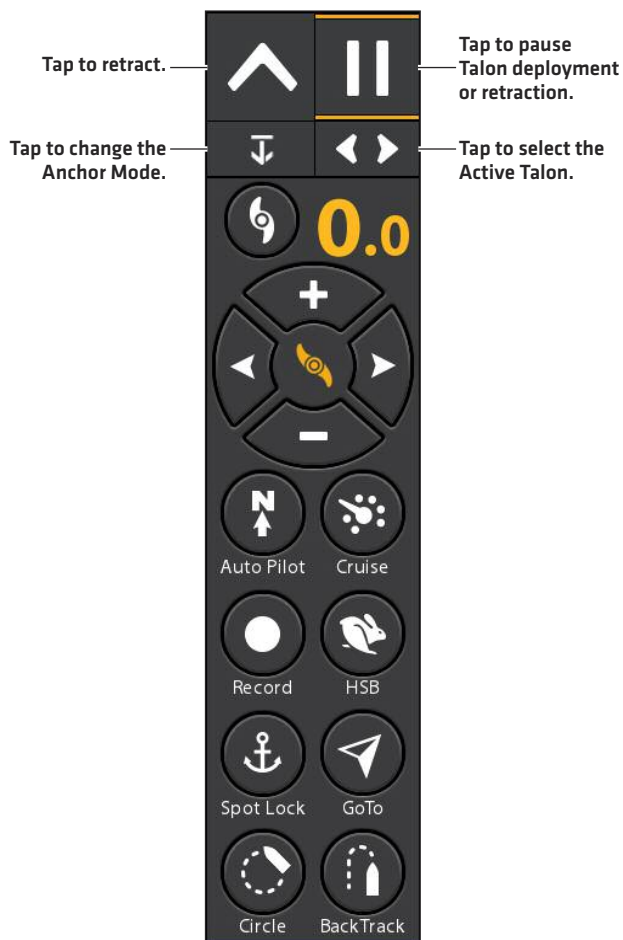 Tap to retract.
Tap to pause
Talon deployment
or retraction.
Tap to change the
Anchor Mode.
Tap to select the
Active Talon.
0.0
N
Auto Pilot
Cruise
Record
HSB
Spot Lock
GoTo
Circle
BackTrack